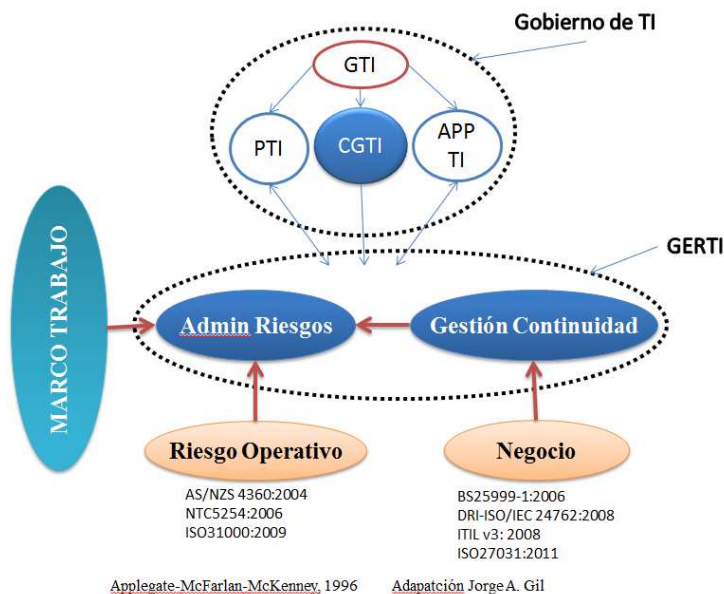 Gobierno de TI
GTI
PTI
CGTI
APP
TI
GERTI
MARCO TRABAJO
Admin Riesgos
Gestión Continuidad
Riesgo Operativo
Negocio
AS/NZS 4360:2004
NTC5254:2006
ISO31000:2009
BS25999-1:2006
DRI-ISO/IEC 24762:2008
ITIL v3: 2008
ISO27031:2011
Applegate-McFarlan-McKenney, 1996 Adapatción Jorge A. Gil